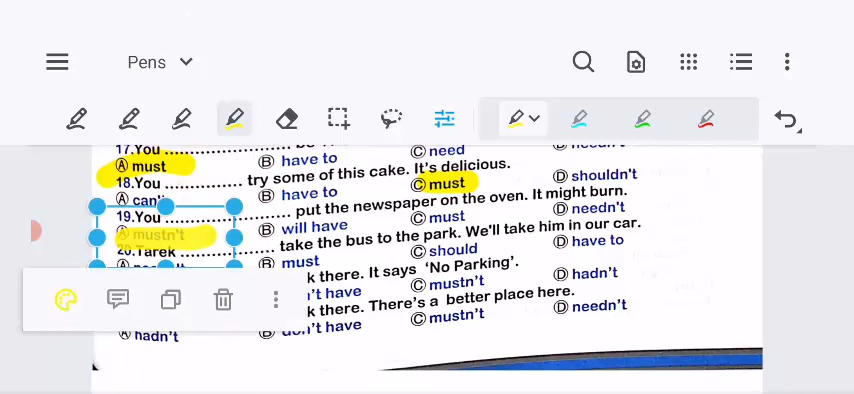 Pens
17.You
Ⓐ must Ⓑ have to Ⓒ need
18.You ............. try some of this cake. It's delicious.
Ⓑ have to Ⓒ must Ⓓ shouldn't
19.You ........................ put the newspaper on the oven. It might burn.
Ⓐ mustn't Ⓑ will have Ⓒ must Ⓓ needn't
20.Tarek .................. take the bus to the park. We'll take him in our car.
Ⓑ must Ⓒ should Ⓓ have to
k there. It says 'No Parking'.
't have Ⓒ mustn't Ⓓ hadn't
k there. There's a better place here.
Ⓐ hadn't Ⓑ don't have Ⓒ mustn't Ⓓ needn't